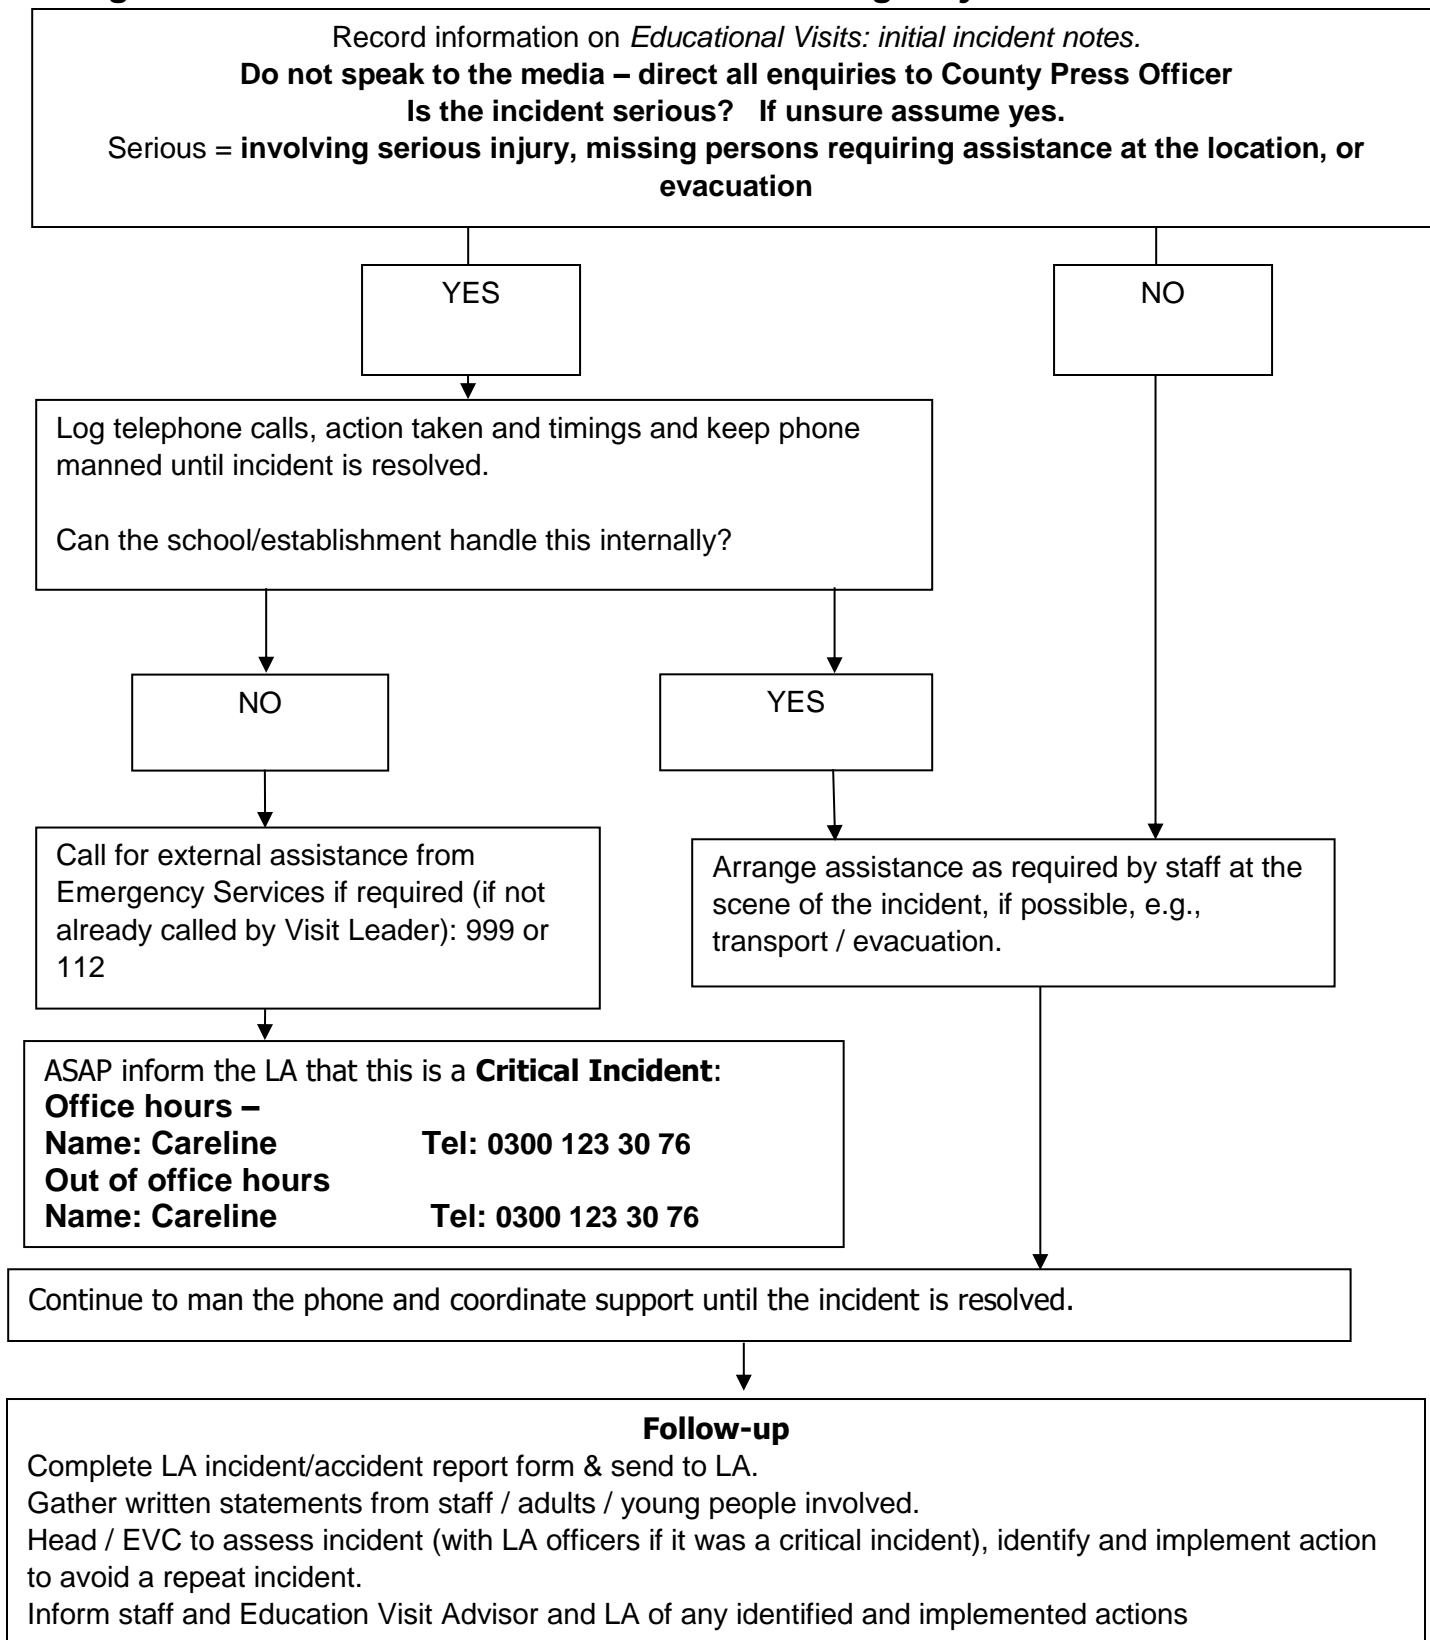 Record information on Educational Visits: initial incident notes.
Do not speak to the media – direct all enquiries to County Press Officer
Is the incident serious? If unsure assume yes.
Serious = involving serious injury, missing persons requiring assistance at the location, or
evacuation
YES
NO
Log telephone calls, action taken and timings and keep phone
manned until incident is resolved.
Can the school/establishment handle this internally?
NO
YES
Call for external assistance from
Emergency Services if required (if not
already called by Visit Leader): 999 or
112
Arrange assistance as required by staff at the
scene of the incident, if possible, e.g.,
transport / evacuation.
ASAP inform the LA that this is a Critical Incident:
Office hours –
Name: Careline Tel: 0300 123 30 76
Out of office hours
Name: Careline Tel: 0300 123 30 76
Continue to man the phone and coordinate support until the incident is resolved.
Follow-up
Complete LA incident/accident report form & send to LA.
Gather written statements from staff / adults / young people involved.
Head / EVC to assess incident (with LA officers if it was a critical incident), identify and implement action
to avoid a repeat incident.
Inform staff and Education Visit Advisor and LA of any identified and implemented actions